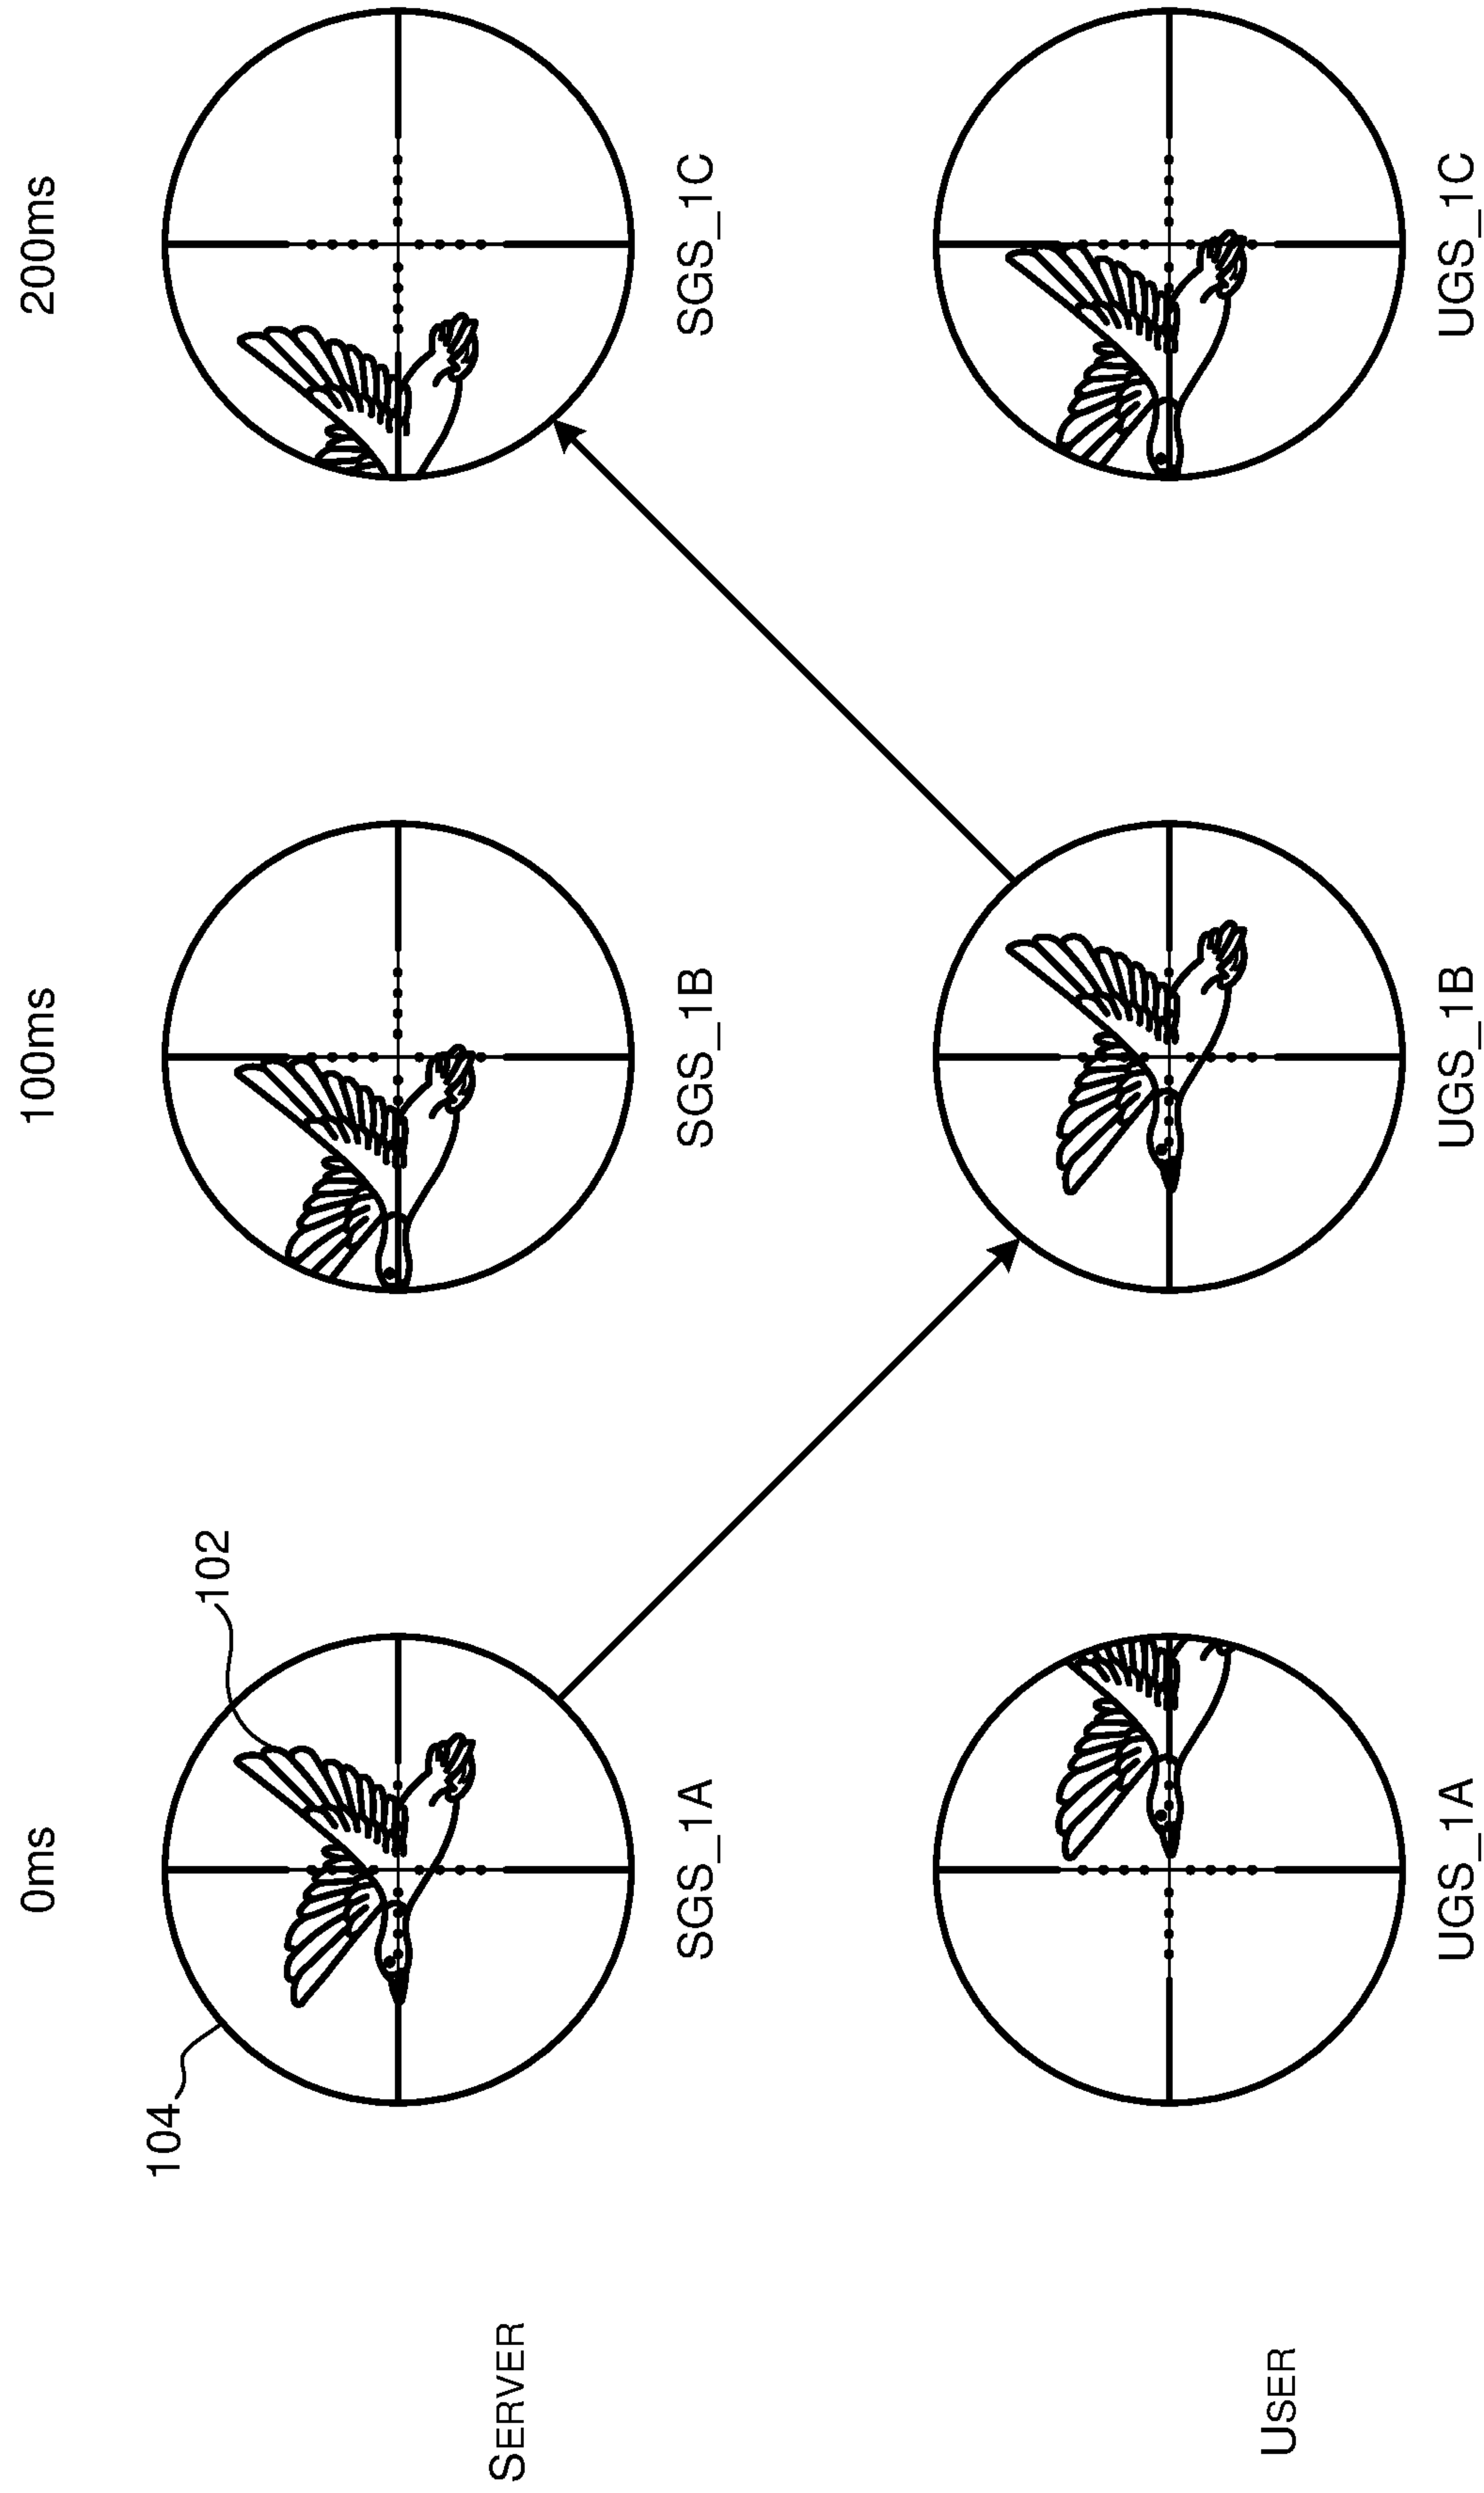 0ms 100ms 200ms
104
102
SERVER
SGS_1A SGS_1B SGS_1C
USER
UGS_1A UGS_1B UGS_1C